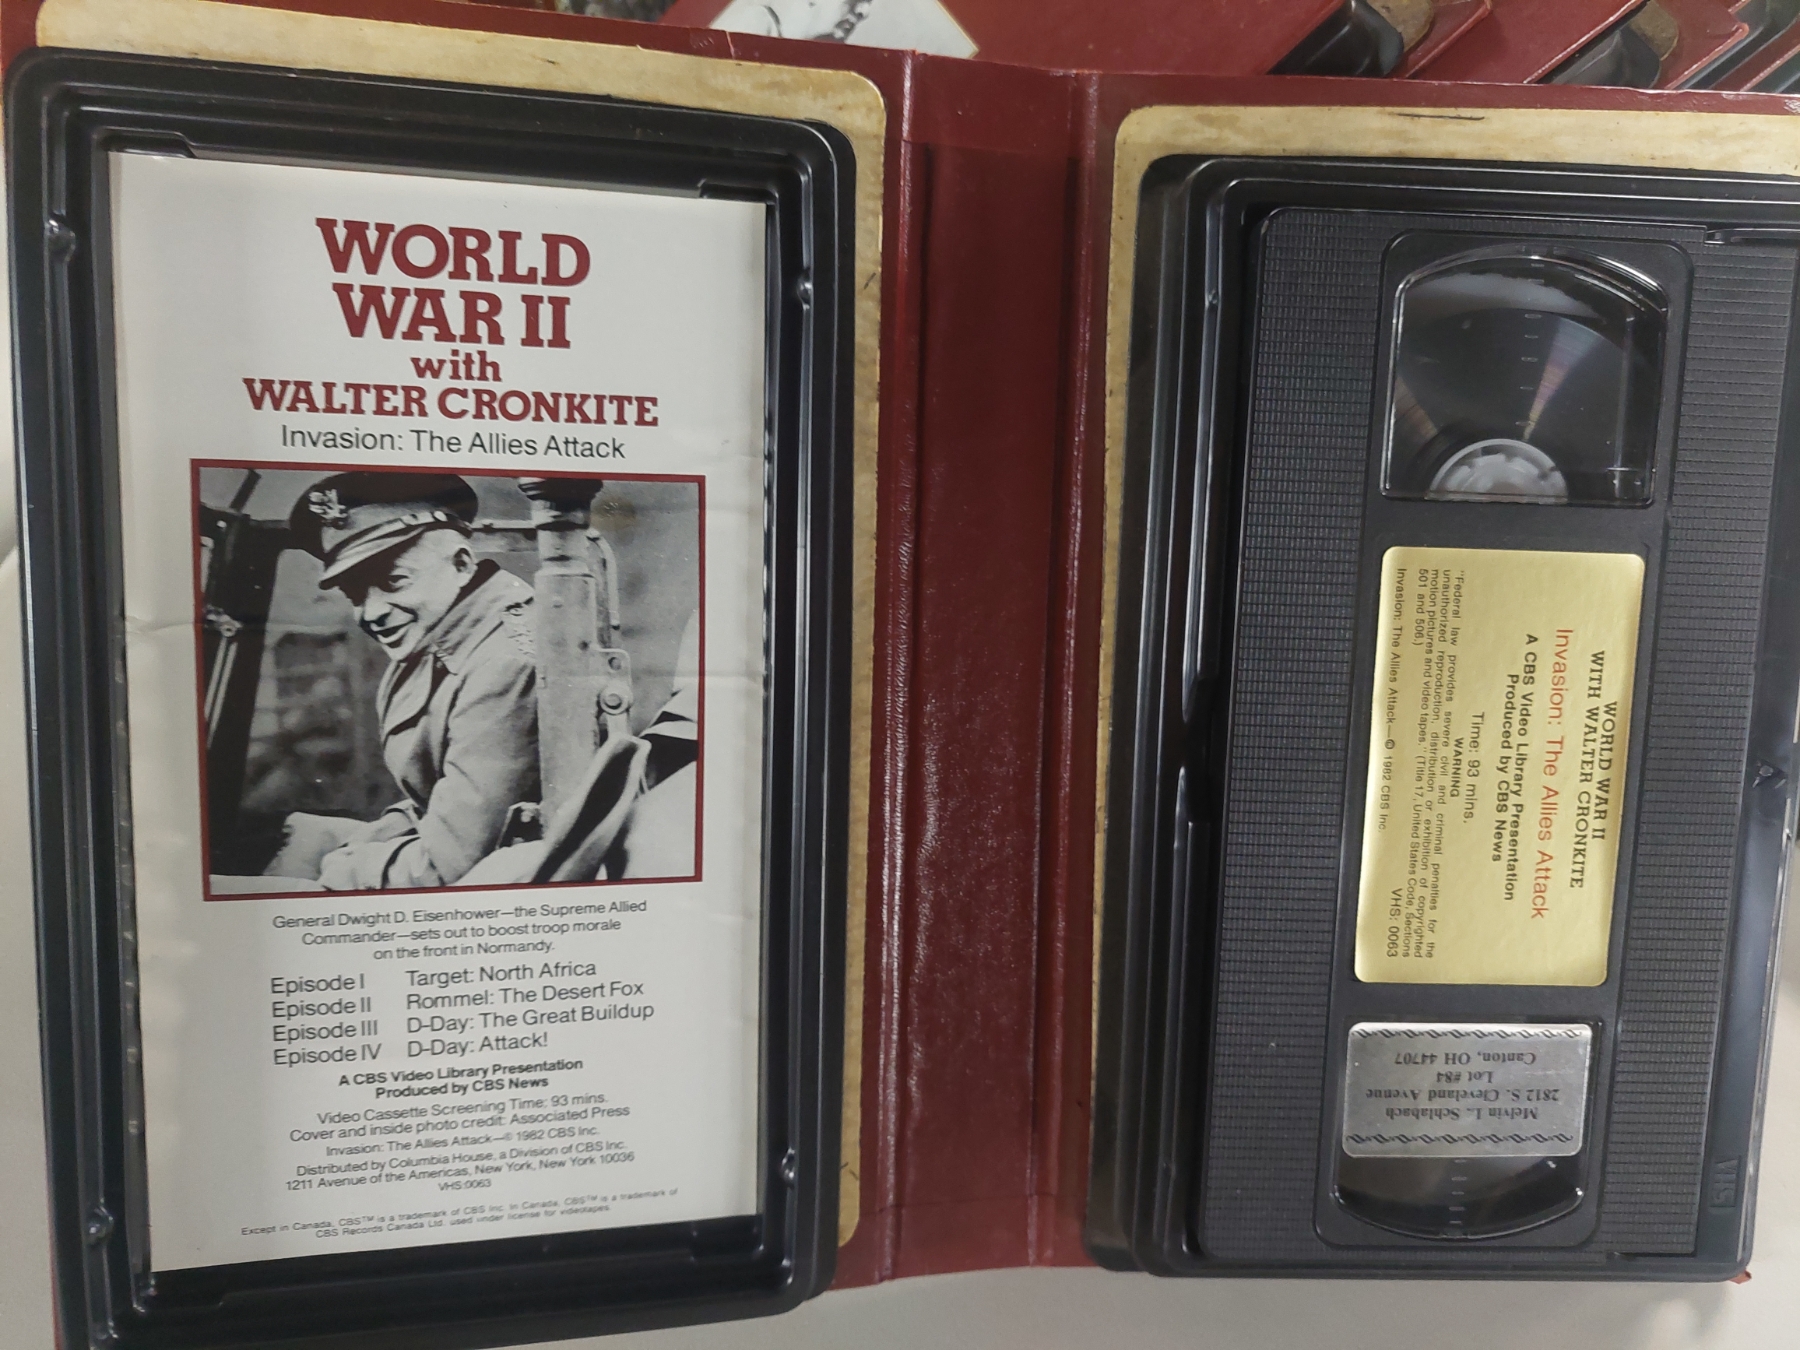 WORLD
WAR II
with
WALTER CRONKITE
Invasion: The Allies Attack
General Dwight D. Eisenhower—the Supreme Allied
Commander—sets out to boost troop morale
on the front in Normandy.
Episode I Target: North Africa
Episode II Rommel: The Desert Fox
Episode III D-Day: The Great Buildup
Episode IV D-Day: Attack!
A CBS Video Library Presentation
Produced by CBS News
Video Cassette Screening Time: 93 mins.
Cover and inside photo credit: Associated Press
Invasion: The Allies Attack—© 1982 CBS Inc.
Distributed by Columbia House, a Division of CBS Inc.
1211 Avenue of the Americas, New York, New York 10036
VHS:0063
Except in Canada, CBS™ is a trademark of CBS Inc. In Canada, CBS™ is a trademark of
CBS Records Canada Ltd. used under license for videotapes.
WORLD WAR II
WITH WALTER CRONKITE
Invasion: The Allies Attack
A CBS Video Library Presentation
Produced by CBS News
Time: 93 mins.
WARNING
"Federal law provides severe civil and criminal penalties for the
unauthorized reproduction, distribution or exhibition of copyrighted
motion pictures and video tapes." (Title 17, United States Code, Sections
501 and 506.)
Invasion: The Allies Attack—© 1982 CBS Inc. VHS: 0063
Melvin L. Schlabach
2812 S. Cleveland Avenue
Lot #84
Canton, OH 44707
VHS